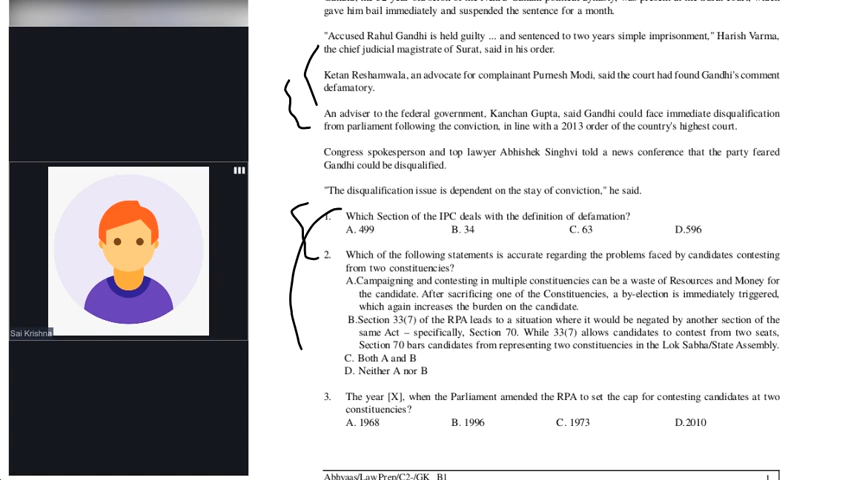 gave him bail immediately and suspended the sentence for a month.
"Accused Rahul Gandhi is held guilty ... and sentenced to two years simple imprisonment," Harish Varma,
the chief judicial magistrate of Surat, said in his order.
Ketan Reshamwala, an advocate for complainant Purnesh Modi, said the court had found Gandhi's comment
defamatory.
An adviser to the federal government, Kanchan Gupta, said Gandhi could face immediate disqualification
from parliament following the conviction, in line with a 2013 order of the country's highest court.
Congress spokesperson and top lawyer Abhishek Singhvi told a news conference that the party feared
Gandhi could be disqualified.
"The disqualification issue is dependent on the stay of conviction," he said.
1. Which Section of the IPC deals with the definition of defamation?
A. 499 B. 34 C. 63 D.596
2. Which of the following statements is accurate regarding the problems faced by candidates contesting
from two constituencies?
A.Campaigning and contesting in multiple constituencies can be a waste of Resources and Money for
the candidate. After sacrificing one of the Constituencies, a by-election is immediately triggered,
which again increases the burden on the candidate.
B.Section 33(7) of the RPA leads to a situation where it would be negated by another section of the
same Act – specifically, Section 70. While 33(7) allows candidates to contest from two seats,
Section 70 bars candidates from representing two constituencies in the Lok Sabha/State Assembly.
C. Both A and B
D. Neither A nor B
Sai Krishna
3. The year [X], when the Parliament amended the RPA to set the cap for contesting candidates at two
constituencies?
A. 1968 B. 1996 C. 1973 D.2010
Abhyaas/LawPrep/C2-/GK_B1 1